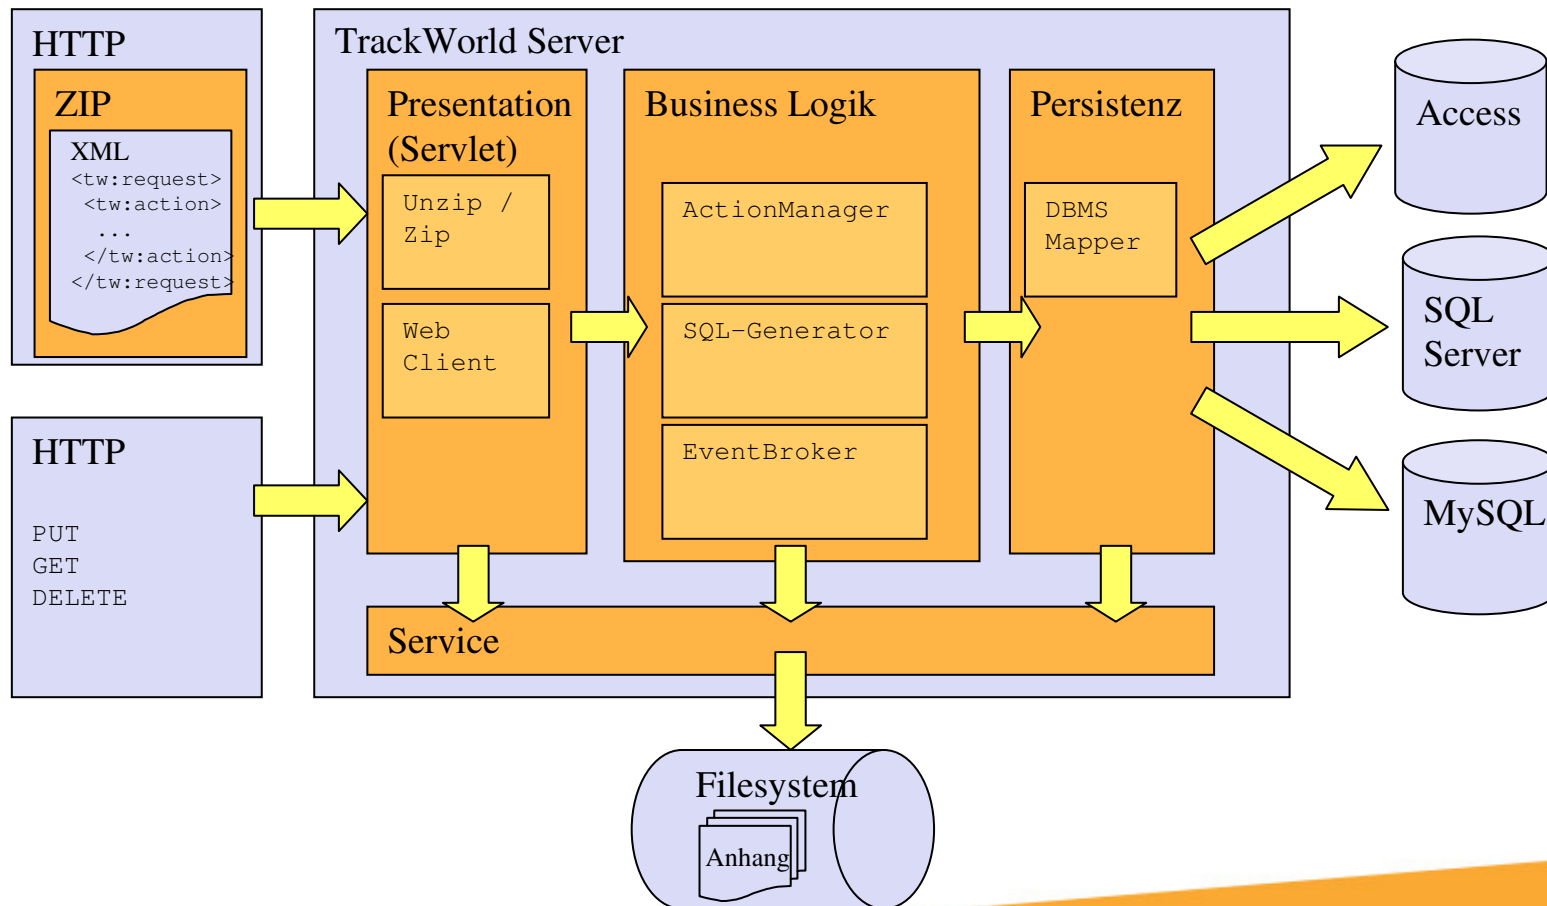 HTTP
ZIP
XML
<tw:request>
<tw:action>
...
</tw:action>
</tw:request>
HTTP
PUT
GET
DELETE
TrackWorld Server
Presentation
(Servlet)
Unzip /
Zip
Web
Client
Business Logik
ActionManager
SQL-Generator
EventBroker
Persistenz
DBMS
Mapper
Service
Access
SQL
Server
MySQL
Filesystem
Anhang